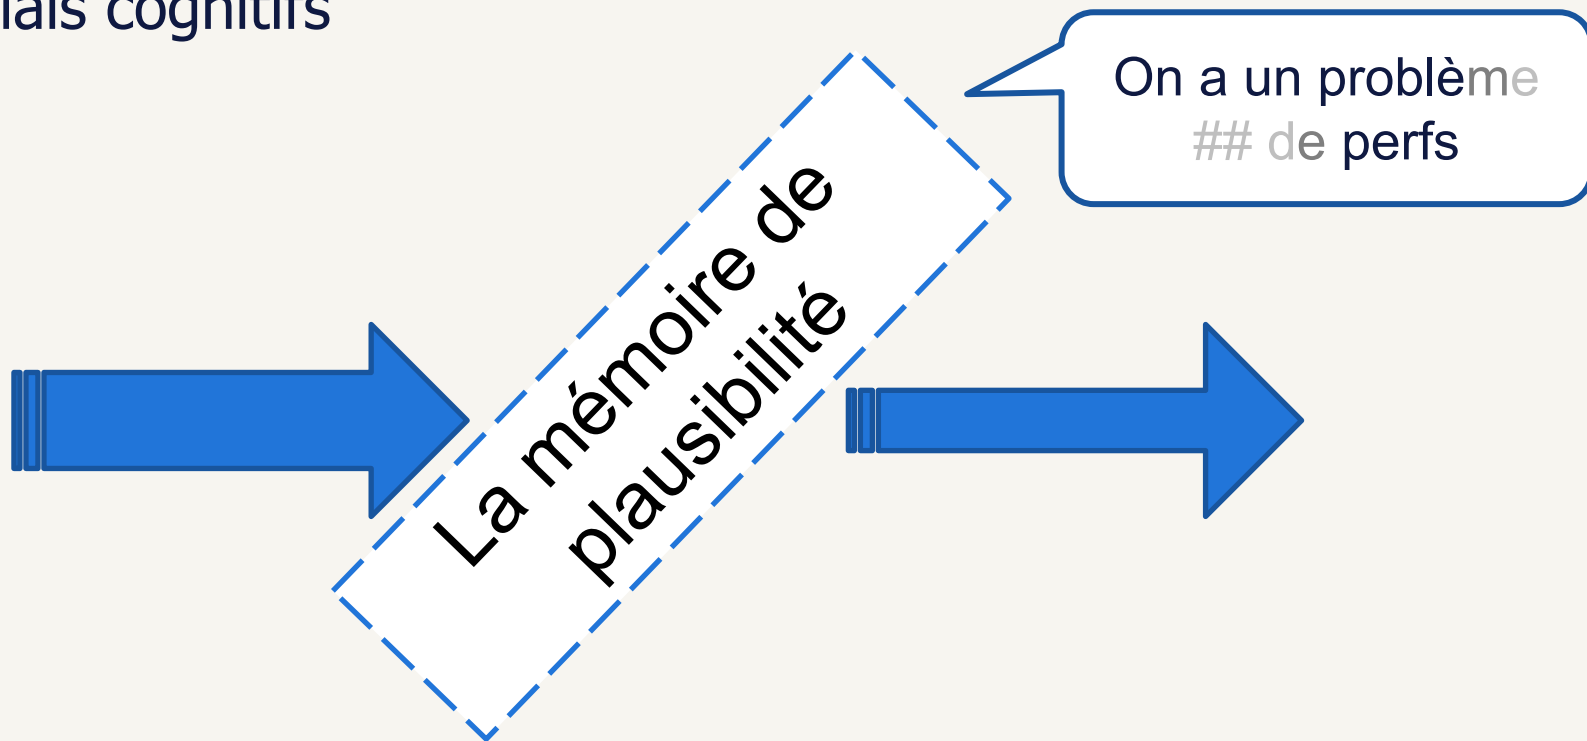 iais cognitifs
On a un problème
## de perfs
La mémoire de
plausibilité